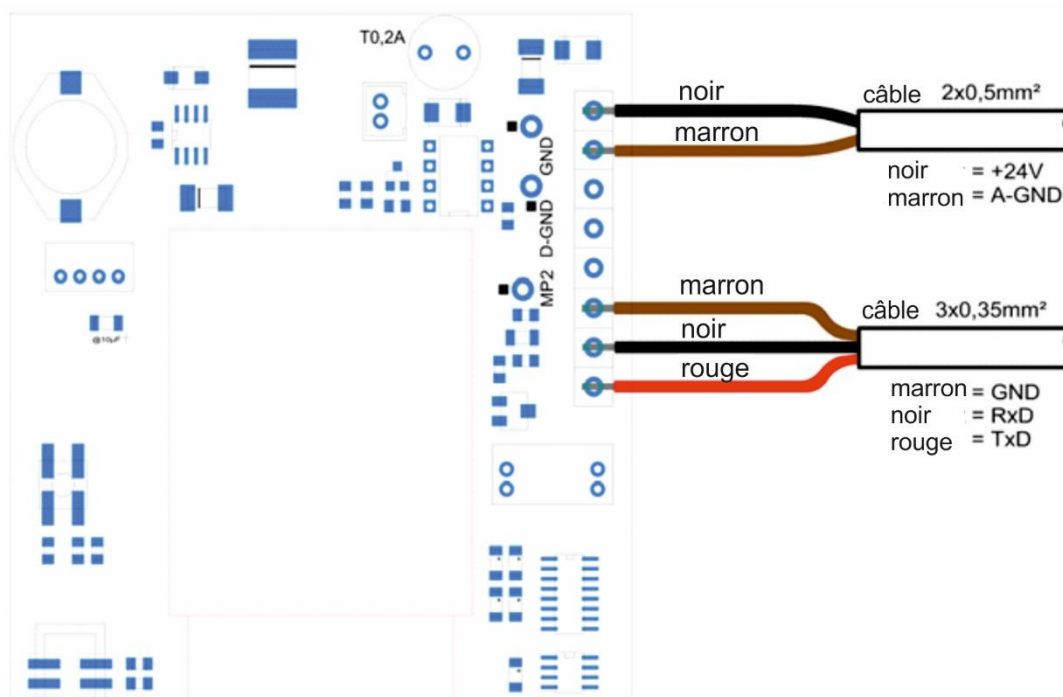 T0,2A
noir
câble 2x0,5mm²
marron
noir = +24V
marron = A-GND
GND
D-GND
MP2
marron
câble 3x0,35mm²
noir
rouge
marron = GND
noir = RxD
rouge = TxD
@10µF